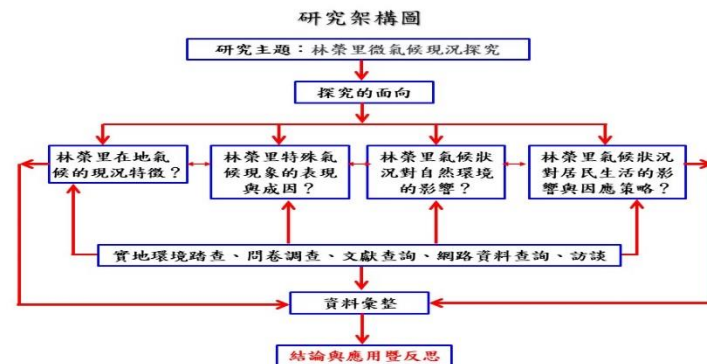 研究架構圖
研究主題：林榮里微氣候現況探究
探究的面向
林榮里在地氣
候的現況特徵？
林榮里特殊氣
候現象的表現
與成因？
林榮里氣候狀
況對自然環境
的影響？
林榮里氣候狀況
對居民生活的影
響與因應策略？
實地環境踏查、問卷調查、文獻查詢、網路資料查詢、訪談
資料彙整
結論與應用暨反思